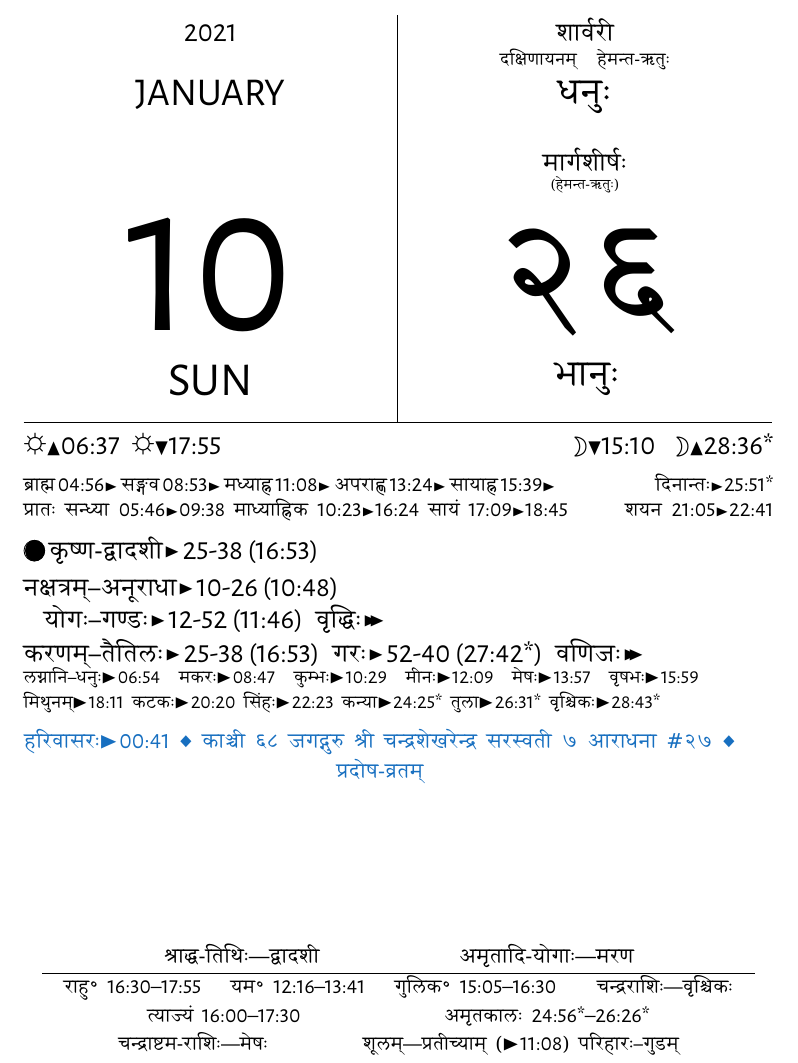 2021
JANUARY
10
SUN
शार्वरी
दक्षिणायनम् हेमन्त-ऋतुः
धनुः
मार्गशीर्षः
(हेमन्त-ऋतुः)
२६
भानुः
☼▲06:37 ☼▼17:55 ☽▼15:10 ☽▲28:36*
ब्राह्म 04:56► सङ्गव 08:53► मध्याह्न 11:08► अपराह्ण 13:24► सायाह्न 15:39► दिनान्तः►25:51*
प्रातः सन्ध्या 05:46►09:38 माध्याह्निक 10:23►16:24 सायं 17:09►18:45 शयन 21:05►22:41
●कृष्ण-द्वादशी►25-38 (16:53)
नक्षत्रम्–अनूराधा►10-26 (10:48)
योगः–गण्डः►12-52 (11:46) वृद्धिः►►
करणम्–तैतिलः►25-38 (16:53) गरः►52-40 (27:42*) वणिजः►►
लग्नानि–धनुः►06:54 मकरः►08:47 कुम्भः►10:29 मीनः►12:09 मेषः►13:57 वृषभः►15:59
मिथुनम्►18:11 कटकः►20:20 सिंहः►22:23 कन्या►24:25* तुला►26:31* वृश्चिकः►28:43*
हरिवासरः►00:41 ◆ काञ्ची ६८ जगद्गुरु श्री चन्द्रशेखरेन्द्र सरस्वती ७ आराधना #२७ ◆
प्रदोष-व्रतम्
श्राद्ध-तिथिः—द्वादशी अमृतादि-योगाः—मरण
राहु॰ 16:30–17:55 यम॰ 12:16–13:41 गुलिक॰ 15:05–16:30 चन्द्रराशिः—वृश्चिकः
त्याज्यं 16:00–17:30 अमृतकालः 24:56*–26:26*
चन्द्राष्टम-राशिः—मेषः शूलम्—प्रतीच्याम् (►11:08) परिहारः–गुडम्